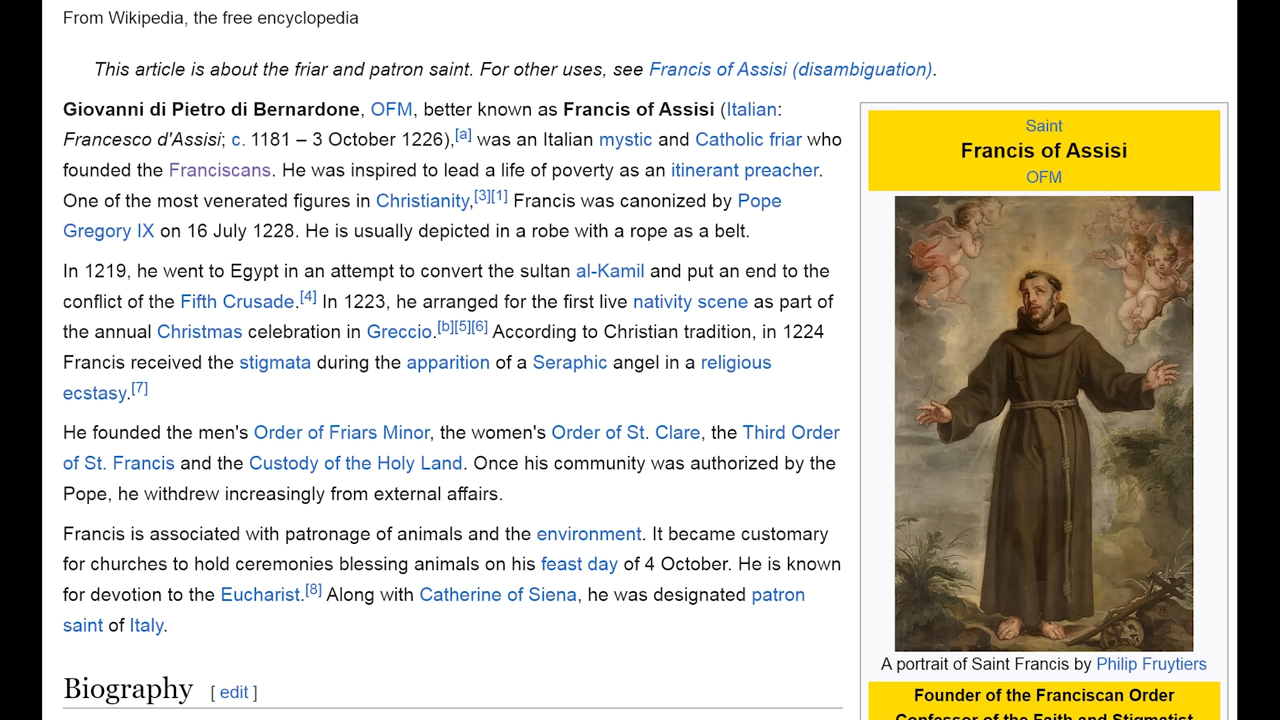 From Wikipedia, the free encyclopedia
This article is about the friar and patron saint. For other uses, see Francis of Assisi (disambiguation).
Giovanni di Pietro di Bernardone, OFM, better known as Francis of Assisi (Italian:
Francesco d'Assisi; c. 1181 – 3 October 1226),[a] was an Italian mystic and Catholic friar who
founded the Franciscans. He was inspired to lead a life of poverty as an itinerant preacher.
One of the most venerated figures in Christianity,[3][1] Francis was canonized by Pope
Gregory IX on 16 July 1228. He is usually depicted in a robe with a rope as a belt.
In 1219, he went to Egypt in an attempt to convert the sultan al-Kamil and put an end to the
conflict of the Fifth Crusade.[4] In 1223, he arranged for the first live nativity scene as part of
the annual Christmas celebration in Greccio.[b][5][6] According to Christian tradition, in 1224
Francis received the stigmata during the apparition of a Seraphic angel in a religious
ecstasy.[7]
He founded the men's Order of Friars Minor, the women's Order of St. Clare, the Third Order
of St. Francis and the Custody of the Holy Land. Once his community was authorized by the
Pope, he withdrew increasingly from external affairs.
Francis is associated with patronage of animals and the environment. It became customary
for churches to hold ceremonies blessing animals on his feast day of 4 October. He is known
for devotion to the Eucharist.[8] Along with Catherine of Siena, he was designated patron
saint of Italy.
Biography [ edit ]
Saint
Francis of Assisi
OFM
A portrait of Saint Francis by Philip Fruytiers
Founder of the Franciscan Order
Confessor of the Faith and Stigmatist